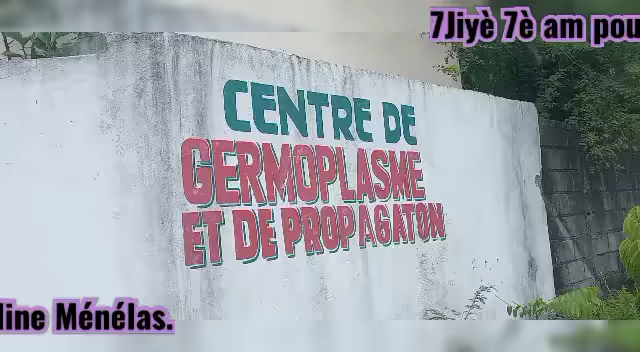 7Jiyè 7è am pou
CENTRE DE
GERMOPLASME
ET DE PROPAGATON
line Ménélas.